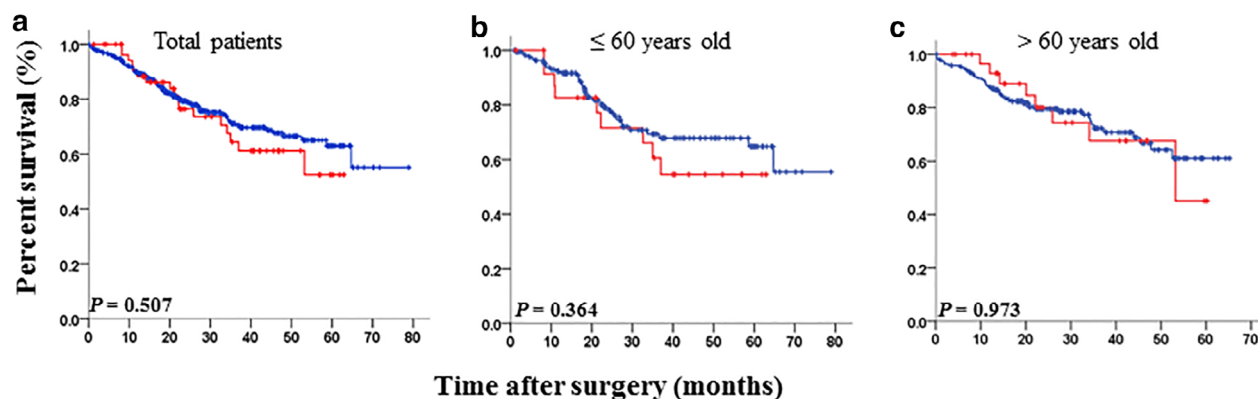 a
Total patients
b
≤ 60 years old
c
> 60 years old
Percent survival (%)
1.0
0.8
0.6
0.4
0.2
0.0
P = 0.507
0 10 20 30 40 50 60 70 80
1.0
0.8
0.6
0.4
0.2
0.0
P = 0.364
0 10 20 30 40 50 60 70 80
1.0
0.8
0.6
0.4
0.2
0.0
P = 0.973
0 10 20 30 40 50 60 70
Time after surgery (months)